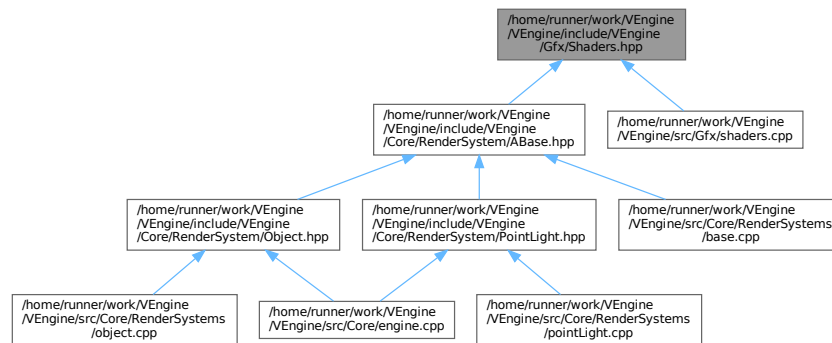 /home/runner/work/VEngine
/VEngine/include/VEngine
/Gfx/Shaders.hpp
/home/runner/work/VEngine
/VEngine/include/VEngine
/Core/RenderSystem/ABase.hpp
/home/runner/work/VEngine
/VEngine/src/Gfx/shaders.cpp
/home/runner/work/VEngine
/VEngine/include/VEngine
/Core/RenderSystem/Object.hpp
/home/runner/work/VEngine
/VEngine/include/VEngine
/Core/RenderSystem/PointLight.hpp
/home/runner/work/VEngine
/VEngine/src/Core/RenderSystems
/base.cpp
/home/runner/work/VEngine
/VEngine/src/Core/RenderSystems
/object.cpp
/home/runner/work/VEngine
/VEngine/src/Core/engine.cpp
/home/runner/work/VEngine
/VEngine/src/Core/RenderSystems
/pointLight.cpp